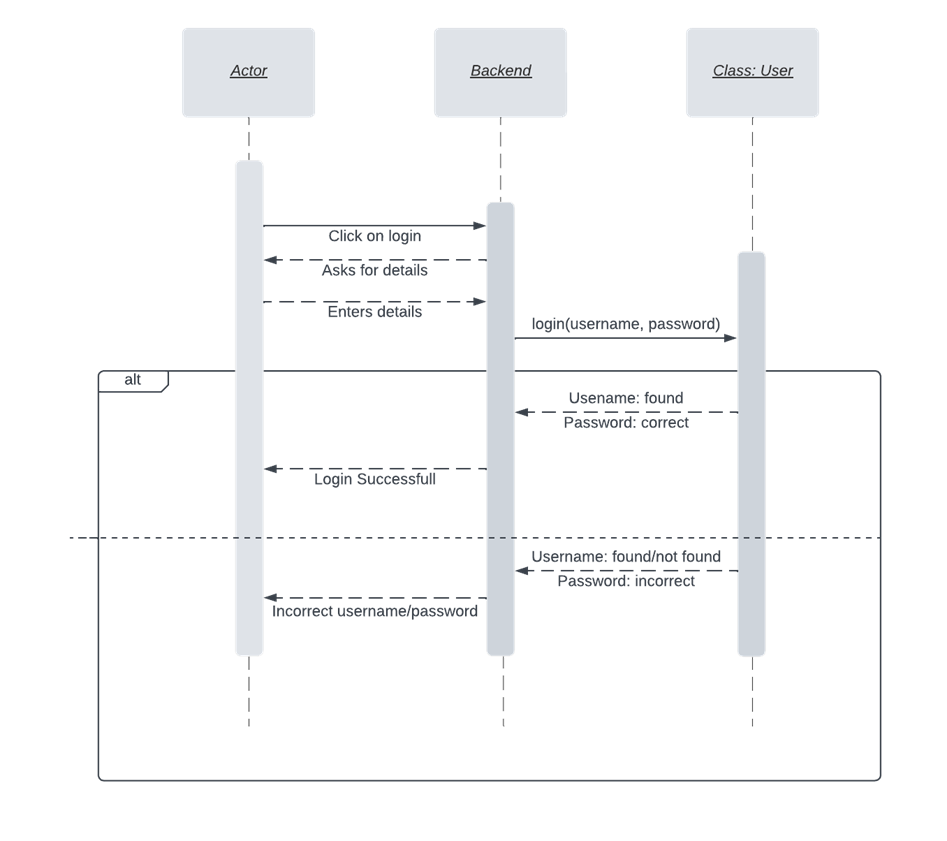 Actor
Backend
Class: User
Click on login
Asks for details
Enters details
login(username, password)
alt
Usename: found
Password: correct
Login Successfull
Username: found/not found
Password: incorrect
Incorrect username/password